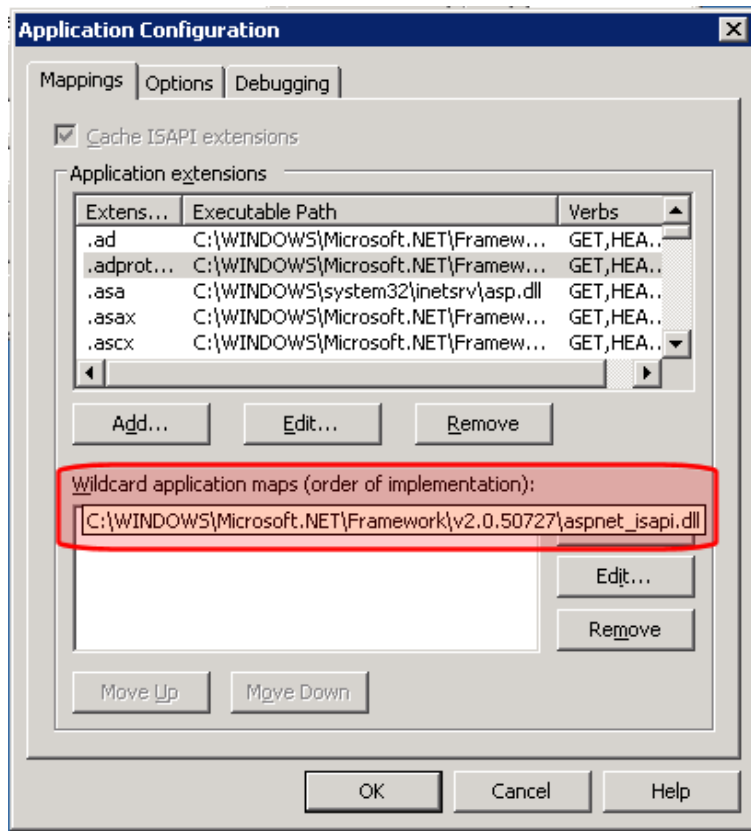 Application Configuration
Mappings Options Debugging
Cache ISAPI extensions
Application extensions
Extens... Executable Path Verbs
.ad C:\WINDOWS\Microsoft.NET\Framew... GET,HEA..
.adprot... C:\WINDOWS\Microsoft.NET\Framew... GET,HEA..
.asa C:\WINDOWS\system32\inetsrv\asp.dll GET,HEA..
.asax C:\WINDOWS\Microsoft.NET\Framew... GET,HEA..
.ascx C:\WINDOWS\Microsoft.NET\Framew... GET,HEA..
Add... Edit... Remove
Wildcard application maps (order of implementation):
C:\WINDOWS\Microsoft.NET\Framework\v2.0.50727\aspnet_isapi.dll
Edit...
Remove
Move Up Move Down
OK Cancel Help